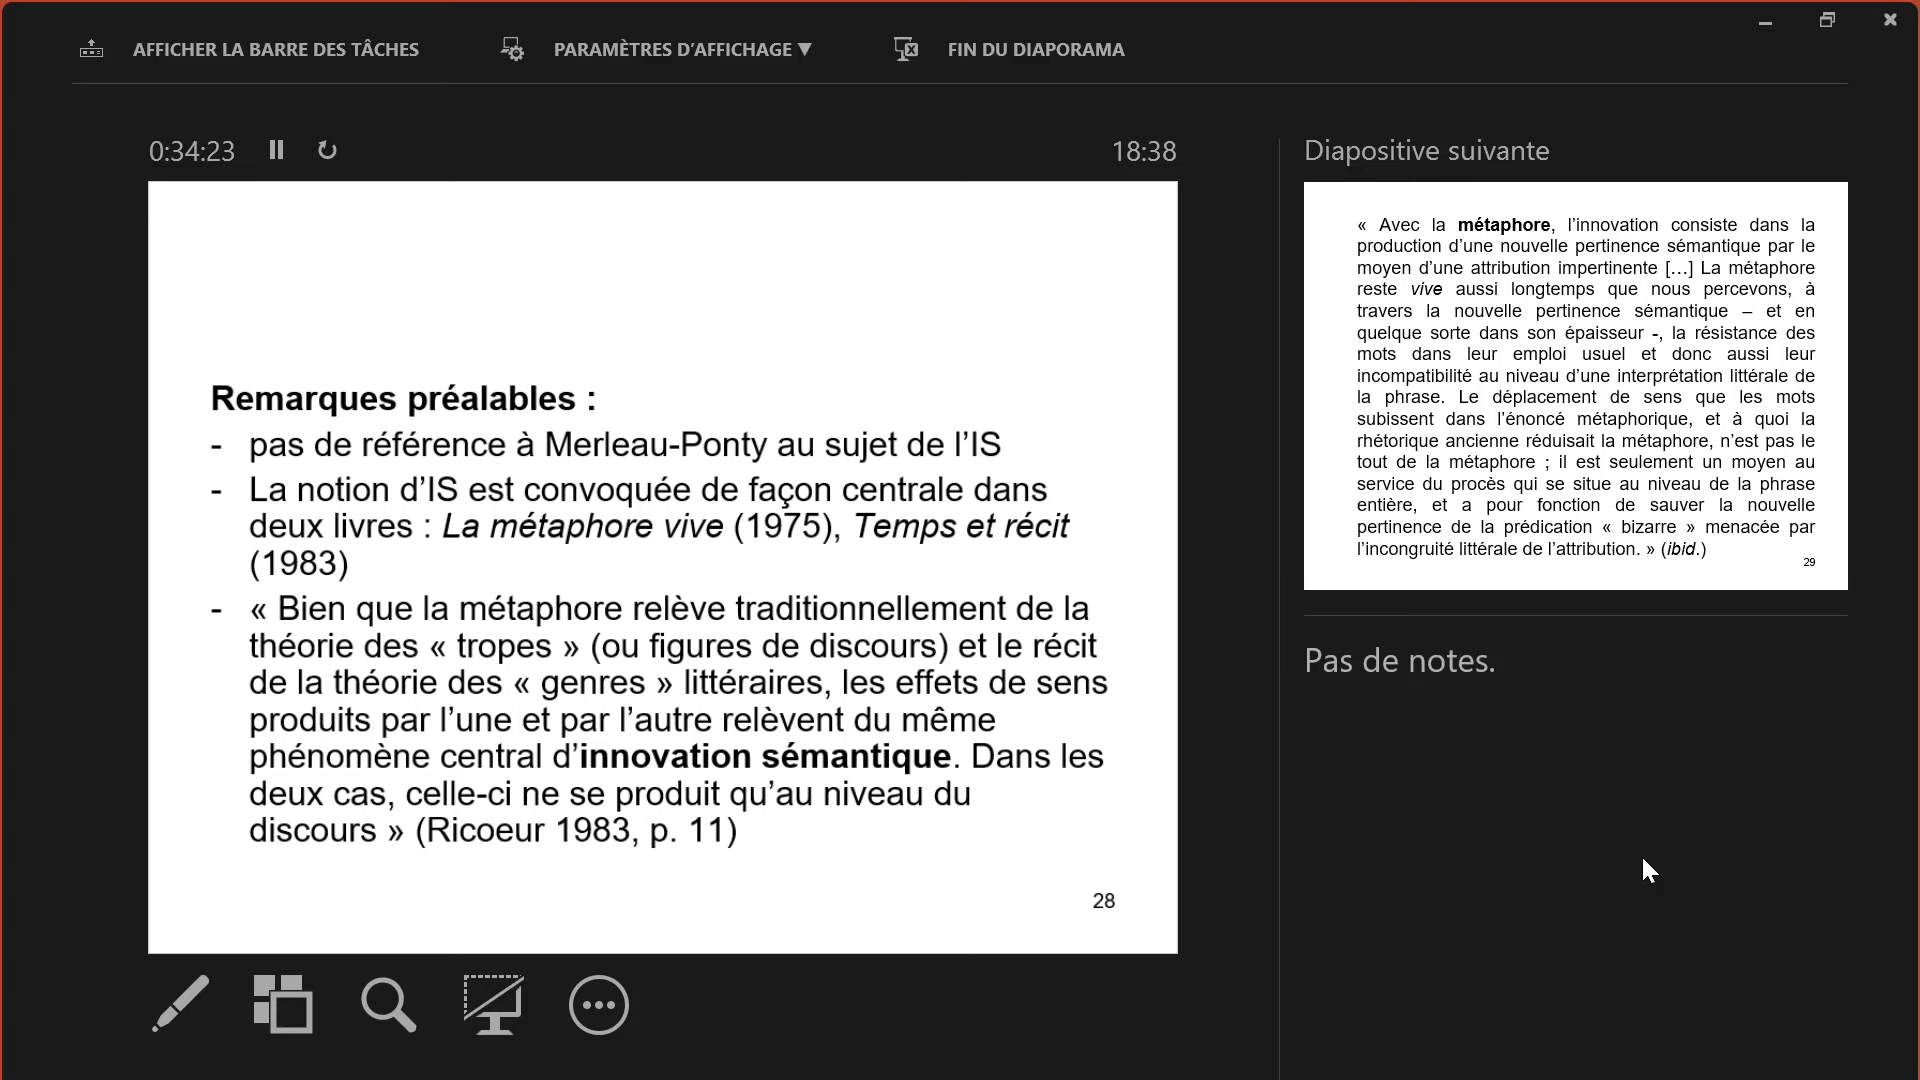 AFFICHER LA BARRE DES TÂCHES
PARAMÈTRES D'AFFICHAGE ▼
FIN DU DIAPORAMA
0:34:23
18:38
Remarques préalables :
- pas de référence à Merleau-Ponty au sujet de l'IS
- La notion d'IS est convoquée de façon centrale dans
deux livres : La métaphore vive (1975), Temps et récit
(1983)
- « Bien que la métaphore relève traditionnellement de la
théorie des « tropes » (ou figures de discours) et le récit
de la théorie des « genres » littéraires, les effets de sens
produits par l'une et par l'autre relèvent du même
phénomène central d'innovation sémantique. Dans les
deux cas, celle-ci ne se produit qu'au niveau du
discours » (Ricoeur 1983, p. 11)
28
Diapositive suivante
« Avec la métaphore, l'innovation consiste dans la
production d'une nouvelle pertinence sémantique par le
moyen d'une attribution impertinente […] La métaphore
reste vive aussi longtemps que nous percevons, à
travers la nouvelle pertinence sémantique – et en
quelque sorte dans son épaisseur -, la résistance des
mots dans leur emploi usuel et donc aussi leur
incompatibilité au niveau d'une interprétation littérale de
la phrase. Le déplacement de sens que les mots
subissent dans l'énoncé métaphorique, et à quoi la
rhétorique ancienne réduisait la métaphore, n'est pas le
tout de la métaphore ; il est seulement un moyen au
service du procès qui se situe au niveau de la phrase
entière, et a pour fonction de sauver la nouvelle
pertinence de la prédication « bizarre » menacée par
l'incongruité littérale de l'attribution. » (ibid.)
29
Pas de notes.